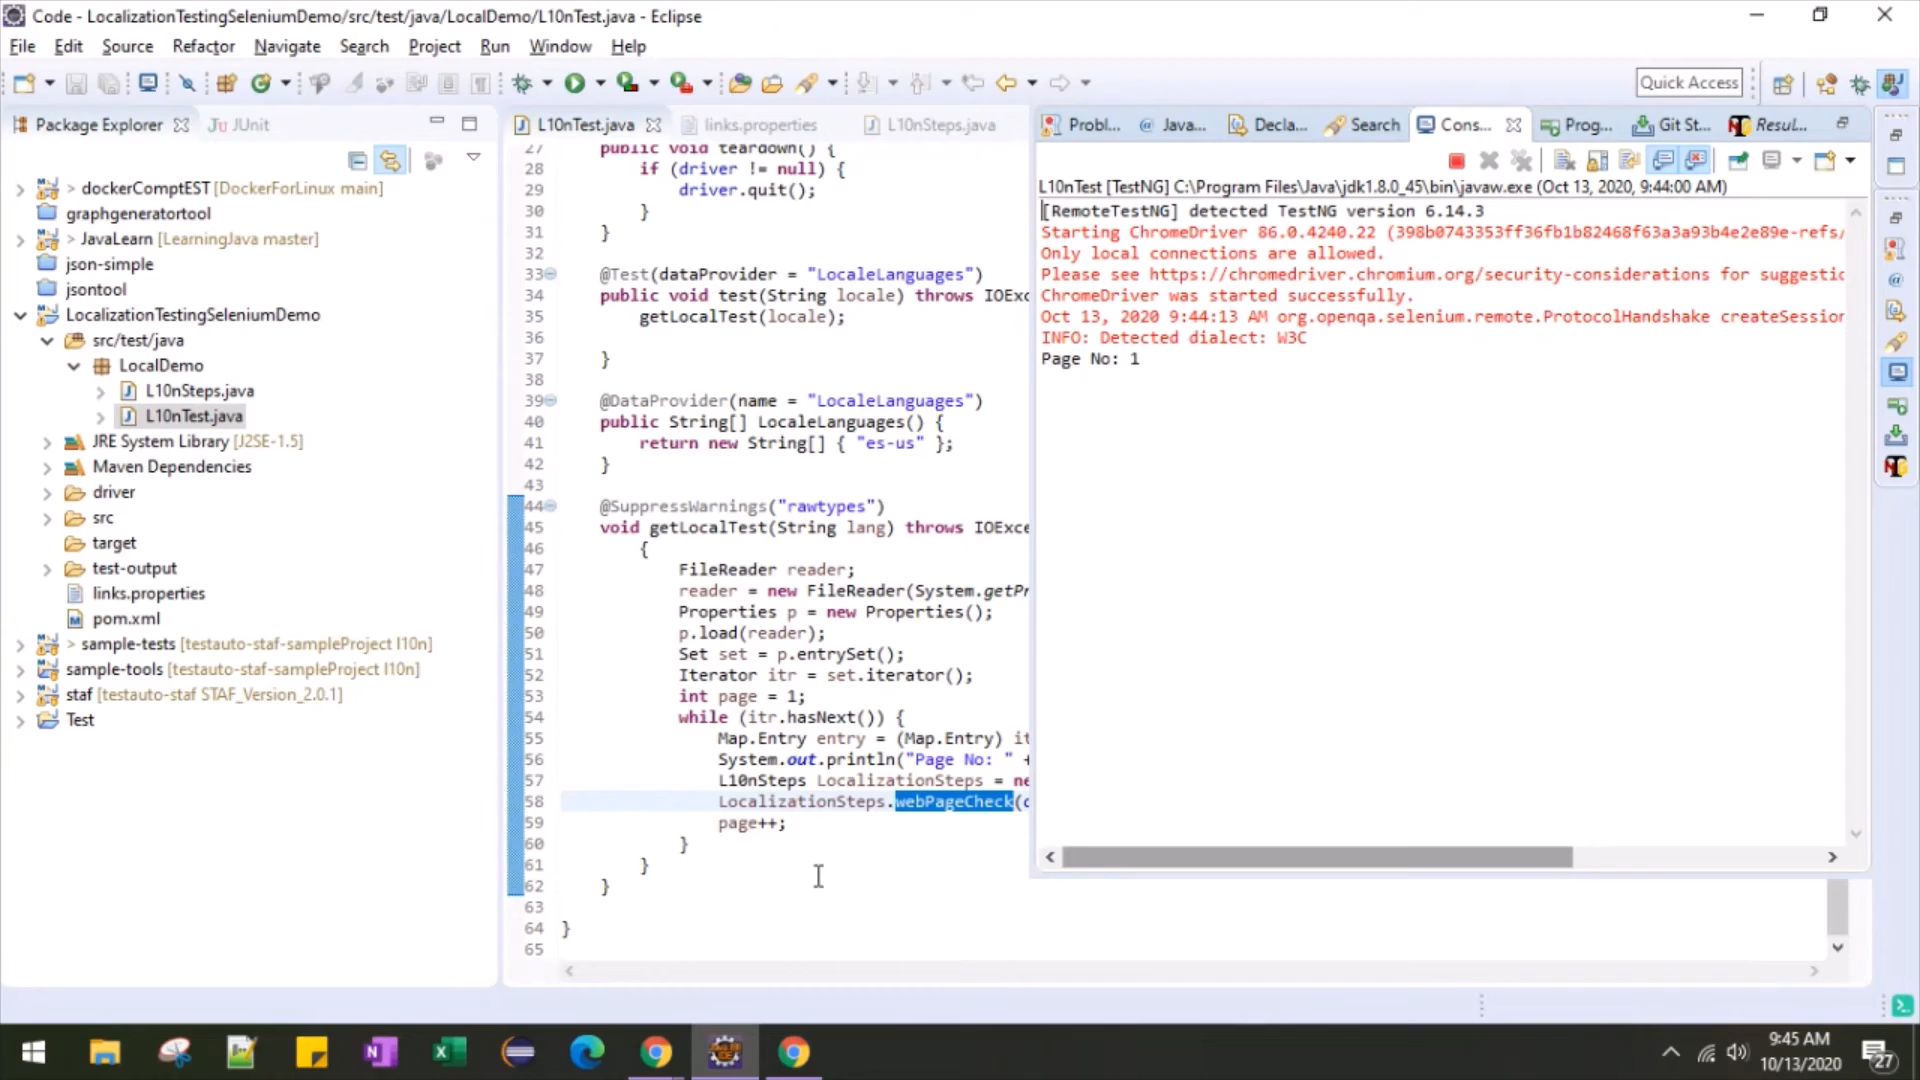 Code - LocalizationTestingSeleniumDemo/src/test/java/LocalDemo/L10nTest.java - Eclipse
File Edit Source Refactor Navigate Search Project Run Window Help
Quick Access
Package Explorer
JUnit
> dockerComptEST [DockerForLinux main]
graphgeneratortool
> JavaLearn [LearningJava master]
json-simple
jsontool
LocalizationTestingSeleniumDemo
src/test/java
LocalDemo
L10nSteps.java
L10nTest.java
JRE System Library [J2SE-1.5]
Maven Dependencies
driver
src
target
test-output
links.properties
pom.xml
> sample-tests [testauto-staf-sampleProject l10n]
sample-tools [testauto-staf-sampleProject l10n]
staf [testauto-staf STAF_Version_2.0.1]
Test
L10nTest.java links.properties L10nSteps.java
27 public void teardown() {
28 if (driver != null) {
29 driver.quit();
30 }
31 }
32
33 @Test(dataProvider = "LocaleLanguages")
34 public void test(String locale) throws IOExc
35 getLocalTest(locale);
36
37 }
38
39 @DataProvider(name = "LocaleLanguages")
40 public String[] LocaleLanguages() {
41 return new String[] { "es-us" };
42 }
43
44 @SuppressWarnings("rawtypes")
45 void getLocalTest(String lang) throws IOExce
46 {
47 FileReader reader;
48 reader = new FileReader(System.getPr
49 Properties p = new Properties();
50 p.load(reader);
51 Set set = p.entrySet();
52 Iterator itr = set.iterator();
53 int page = 1;
54 while (itr.hasNext()) {
55 Map.Entry entry = (Map.Entry) it
56 System.out.println("Page No: " +
57 L10nSteps LocalizationSteps = ne
58 LocalizationSteps.webPageCheck(
59 page++;
60 }
61 }
62 }
63
64 }
65
Probl... Java... Decla... Search Cons... Prog... Git St... Resul...
L10nTest [TestNG] C:\Program Files\Java\jdk1.8.0_45\bin\javaw.exe (Oct 13, 2020, 9:44:00 AM)
[RemoteTestNG] detected TestNG version 6.14.3
Starting ChromeDriver 86.0.4240.22 (398b0743353ff36fb1b82468f63a3a93b4e2e89e-refs/
Only local connections are allowed.
Please see https://chromedriver.chromium.org/security-considerations for suggestic
ChromeDriver was started successfully.
Oct 13, 2020 9:44:13 AM org.openqa.selenium.remote.ProtocolHandshake createSession
INFO: Detected dialect: W3C
Page No: 1
9:45 AM
10/13/2020
27